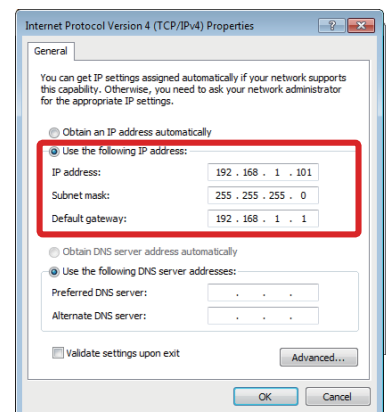 Internet Protocol Version 4 (TCP/IPv4) Properties
General
You can get IP settings assigned automatically if your network supports
this capability. Otherwise, you need to ask your network administrator
for the appropriate IP settings.
Obtain an IP address automatically
Use the following IP address:
IP address: 192 . 168 . 1 . 101
Subnet mask: 255 . 255 . 255 . 0
Default gateway: 192 . 168 . 1 . 1
Obtain DNS server address automatically
Use the following DNS server addresses:
Preferred DNS server: . . .
Alternate DNS server: . . .
Validate settings upon exit
Advanced...
OK Cancel